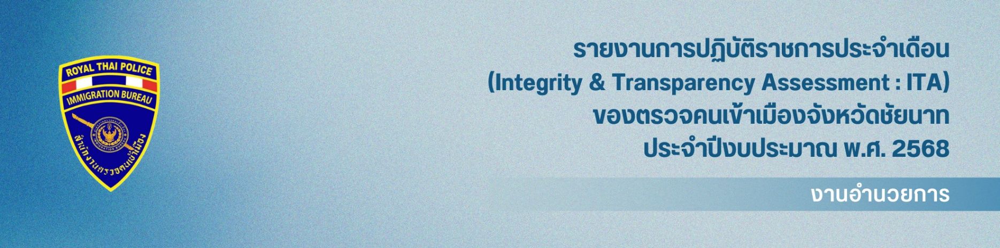 ROYAL THAI POLICE
IMMIGRATION BUREAU
IMMIGRATION BUREAU
สำนักงานตรวจคนเข้าเมือง
รายงานการปฏิบัติราชการประจำเดือน
(Integrity & Transparency Assessment : ITA)
ของตรวจคนเข้าเมืองจังหวัดชัยนาท
ประจำปีงบประมาณ พ.ศ. 2568
งานอำนวยการ